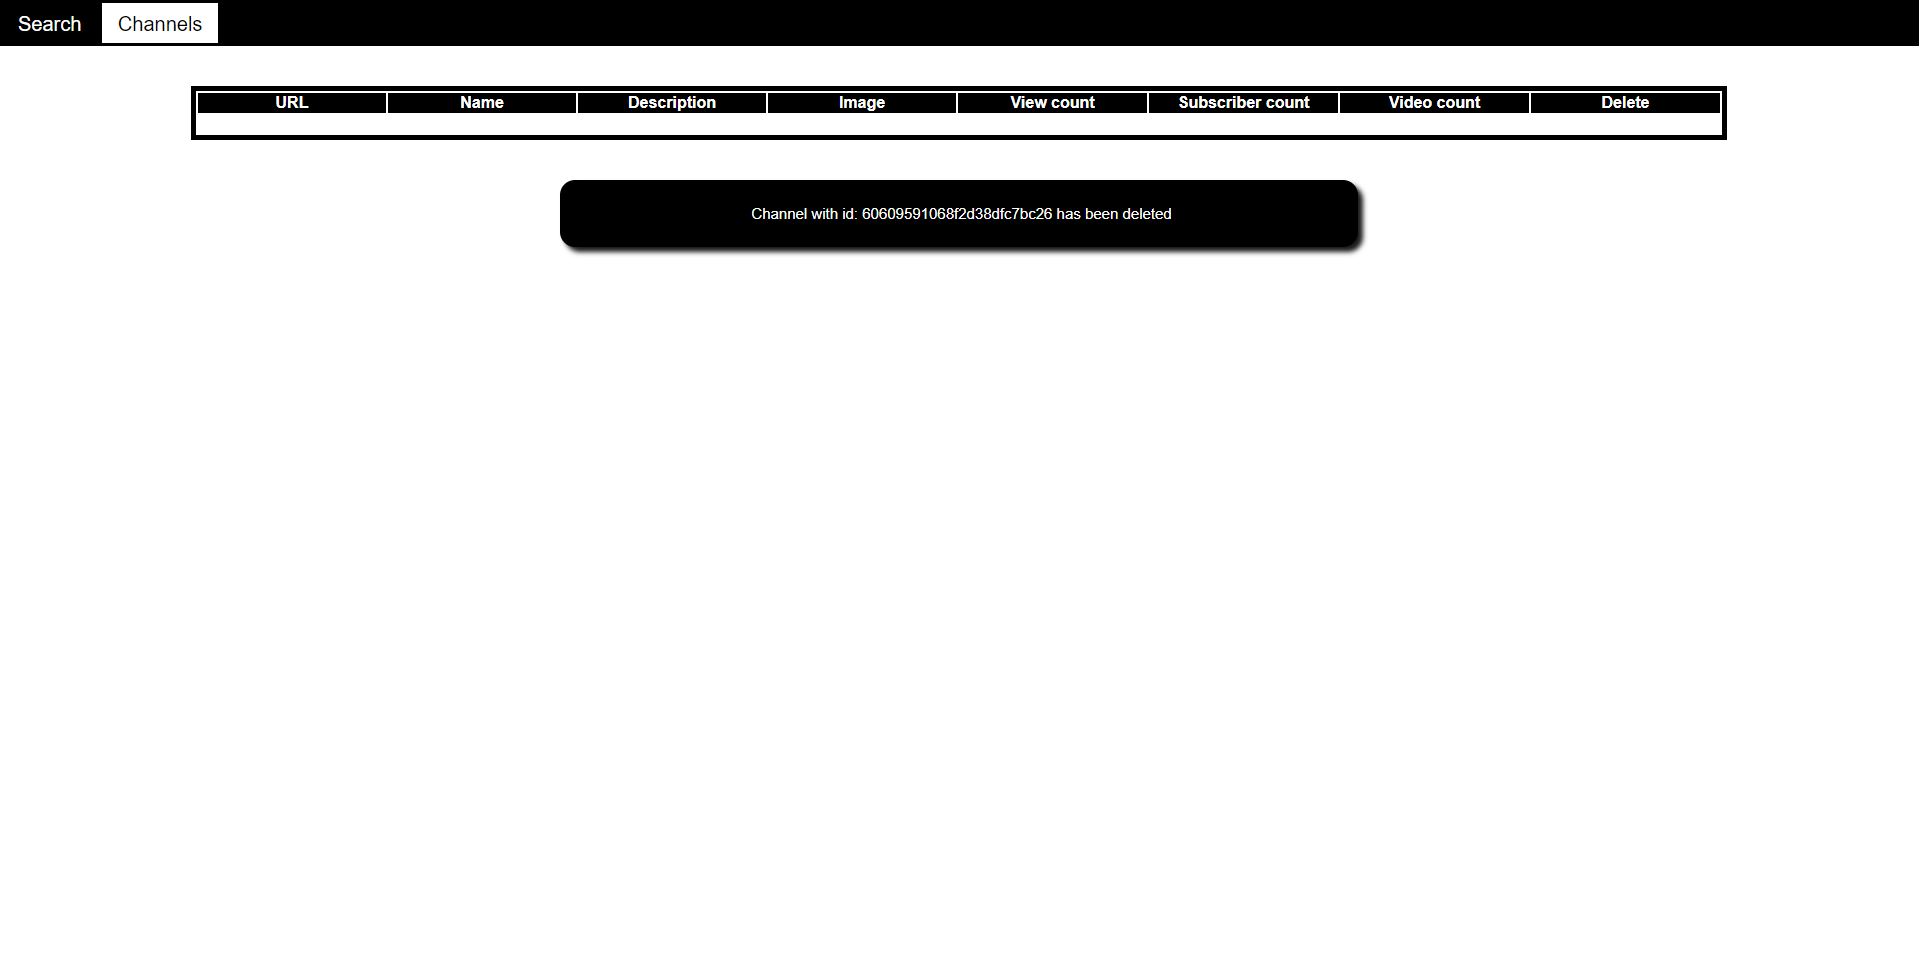 Search Channels
URL Name Description Image View count Subscriber count Video count Delete
Channel with id: 60609591068f2d38dfc7bc26 has been deleted